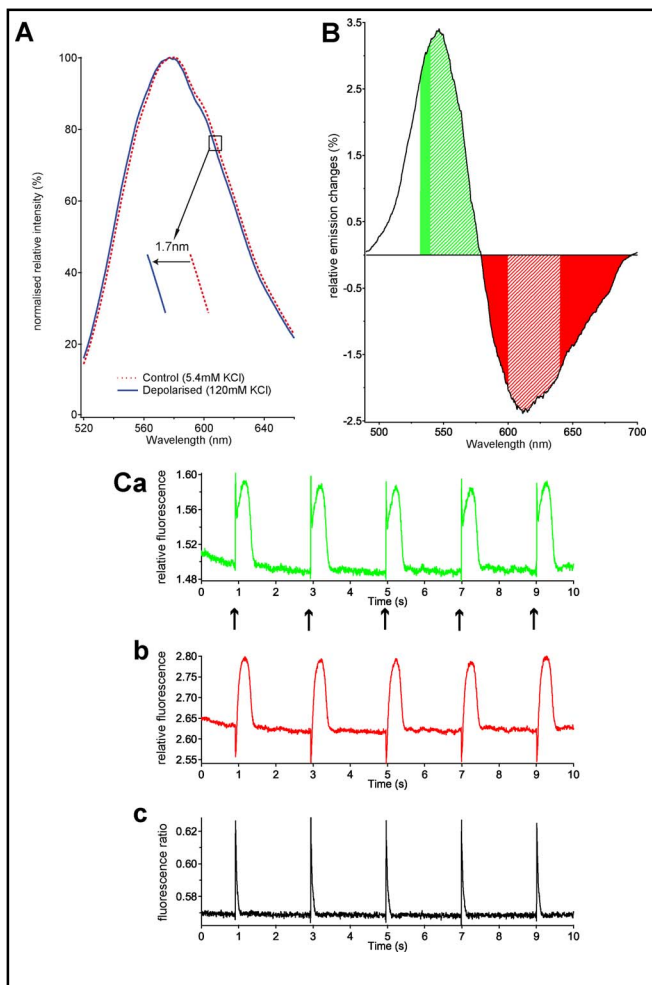 A
normalised relative intensity (%)
100
80
60
40
20
0
1.7nm
Control (5.4mM KCl)
Depolarised (120mM KCl)
520
560
600
640
Wavelength (nm)
B
relative emission changes (%)
3.5
2.5
1.5
0.5
-0.5
-1.5
-2.5
500
550
600
650
700
Wavelength (nm)
Ca
relative fluorescence
1.60
1.56
1.52
1.48
0 1 2 3 4 5 6 7 8 9 10
Time (s)
b
relative fluorescence
2.80
2.75
2.70
2.65
2.60
2.55
0 1 2 3 4 5 6 7 8 9 10
Time (s)
c
fluorescence ratio
0.62
0.60
0.58
0 1 2 3 4 5 6 7 8 9 10
Time (s)